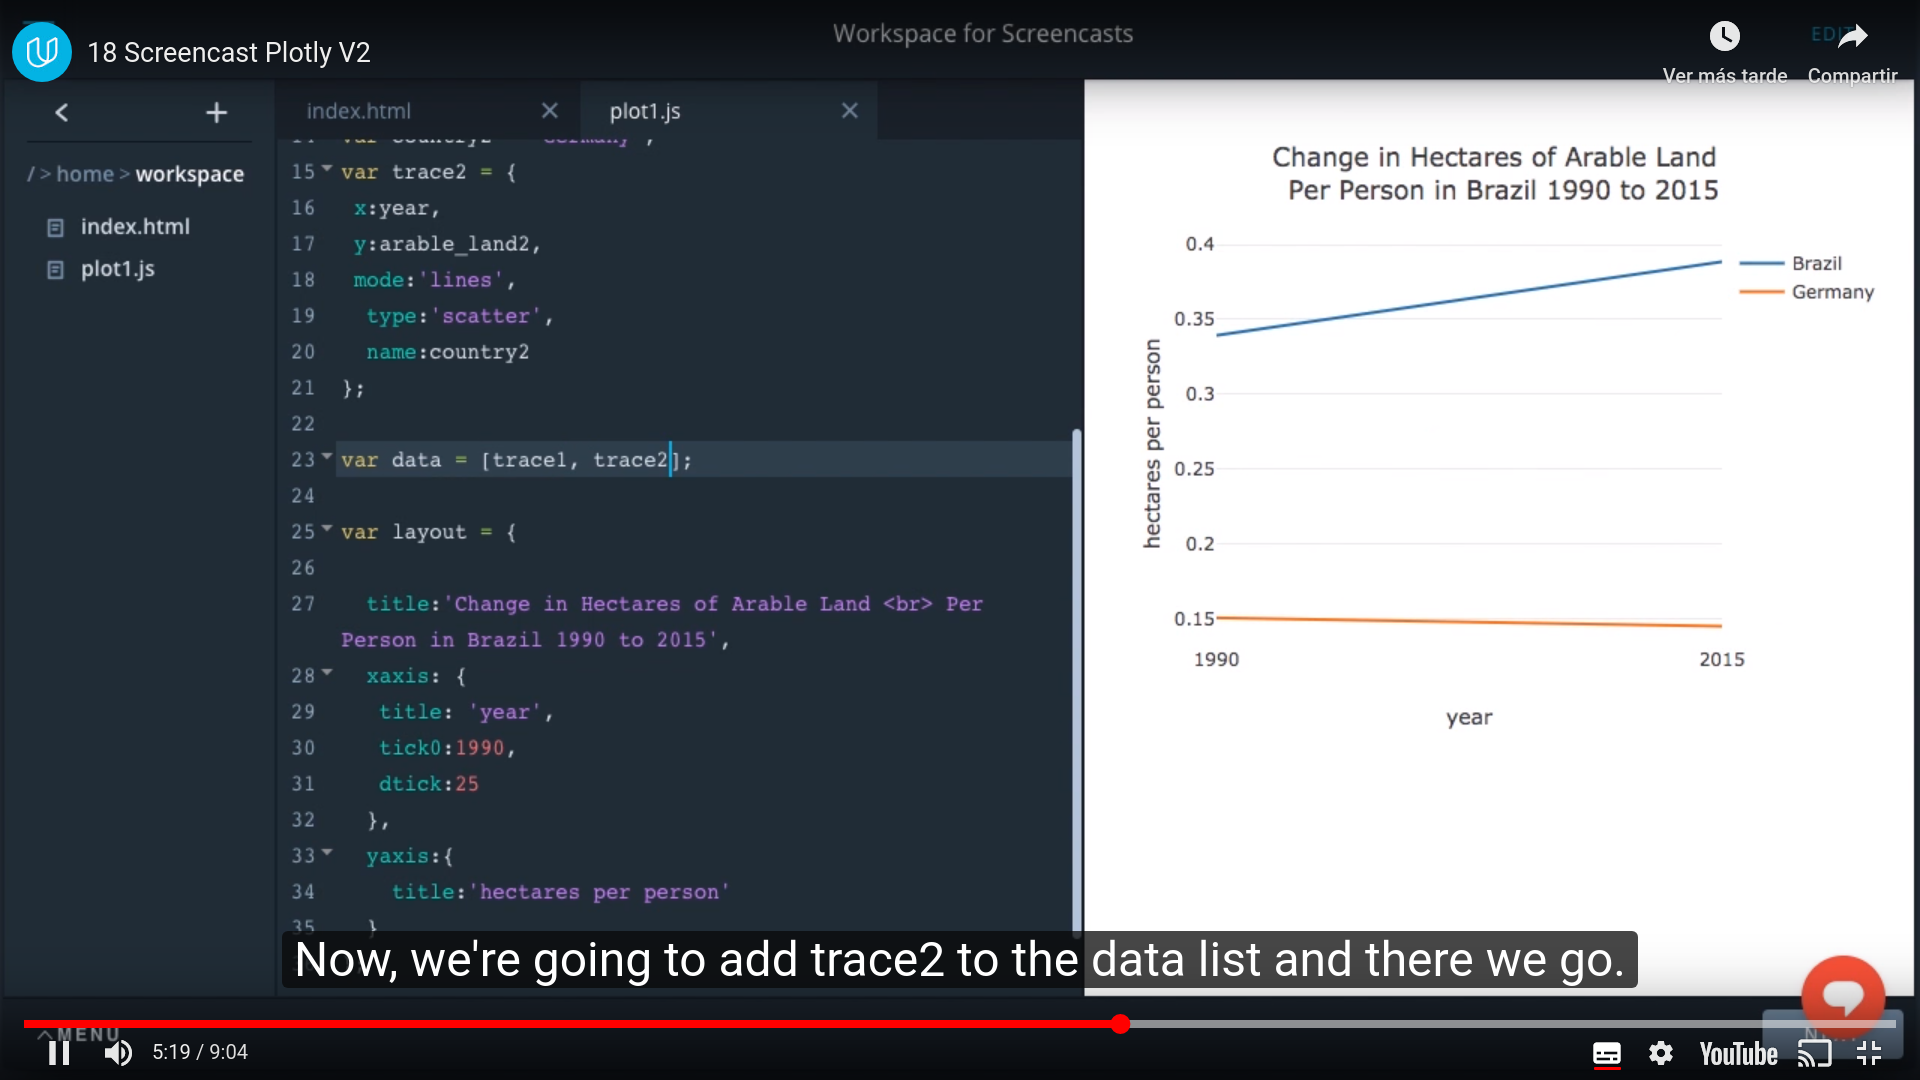 18 Screencast Plotly V2
Workspace for Screencasts
Ver más tarde
Compartir
index.html
plot1.js
/ > home > workspace
index.html
plot1.js
15 var trace2 = {
16 x:year,
17 y:arable_land2,
18 mode:'lines',
19 type:'scatter',
20 name:country2
21 };
22
23 var data = [trace1, trace2];
24
25 var layout = {
26
27 title:'Change in Hectares of Arable Land <br> Per
Person in Brazil 1990 to 2015',
28 xaxis: {
29 title: 'year',
30 tick0:1990,
31 dtick:25
32 },
33 yaxis:{
34 title:'hectares per person'
35 }
Change in Hectares of Arable Land
Per Person in Brazil 1990 to 2015
0.4
0.35
0.3
0.25
0.2
0.15
hectares per person
1990
2015
year
Brazil
Germany
Now, we're going to add trace2 to the data list and there we go.
MENU
5:19 / 9:04
YouTube